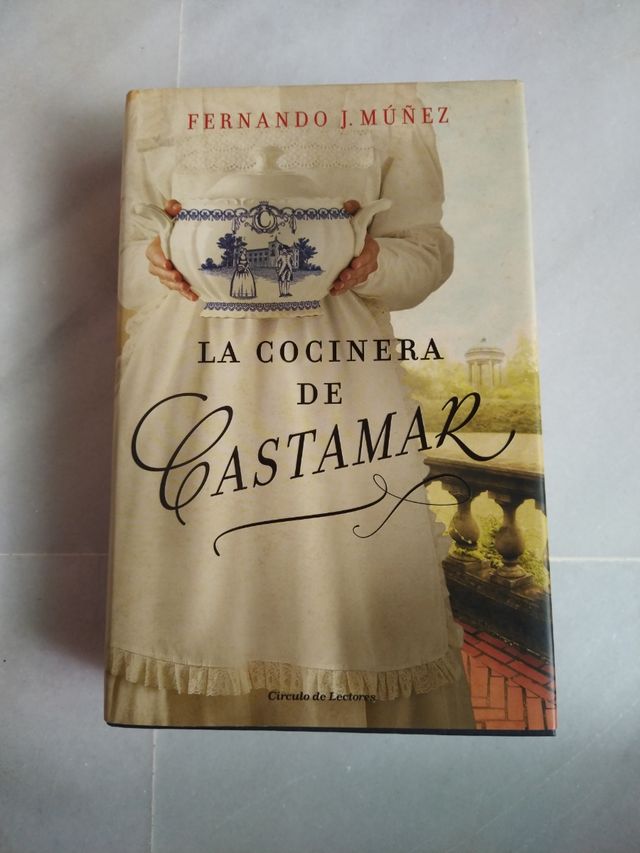 FERNANDO J. MÚÑEZ
C
LA COCINERA
DE
CASTAMAR
Círculo de Lectores